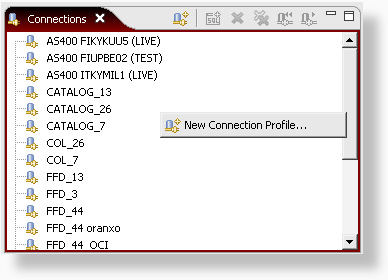 Connections
SQL
AS400 FIKYKUU5 (LIVE)
AS400 FIUPBE02 (TEST)
AS400 ITKYMIL1 (LIVE)
CATALOG_13
CATALOG_26
CATALOG_7
New Connection Profile...
COL_26
COL_7
FFD_13
FFD_3
FFD_44
FFD_44 oranxo
FFD_44_OCI